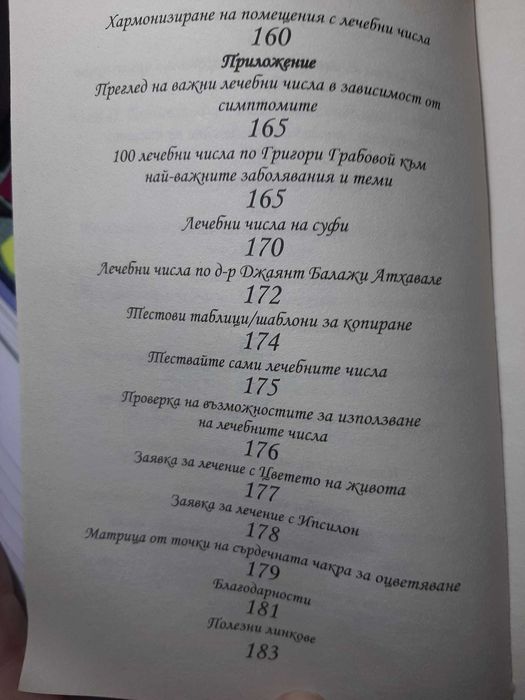 Хармонизиране на помещения с лечебни числа
160
Приложение
Преглед на важни лечебни числа в зависимост от
симптомите
165
100 лечебни числа по Григори Грабовой към
най-важните заболявания и теми
165
Лечебни числа на суфи
170
Лечебни числа по д-р Джаянт Балажи Атхавале
172
Тестови таблици/шаблони за копиране
174
Тествайте сами лечебните числа
175
Проверка на възможностите за използване
на лечебните числа
176
Заявка за лечение с Цветето на живота
177
Заявка за лечение с Ипсилон
178
Матрица от точки на сърдечната чакра за оцветяване
179
Благодарности
181
Полезни линкове
183